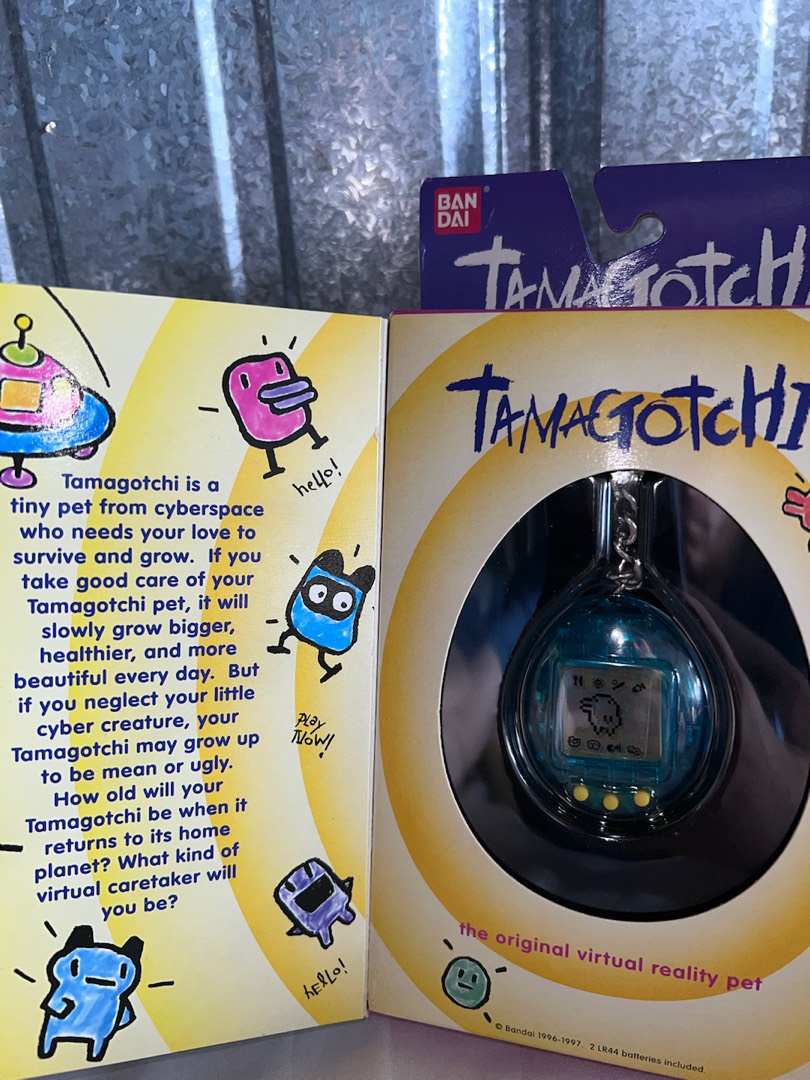 BAN
DAI
TAMAGOTCHI
Tamagotchi is a
tiny pet from cyberspace
who needs your love to
survive and grow. If you
take good care of your
Tamagotchi pet, it will
slowly grow bigger,
healthier, and more
beautiful every day. But
if you neglect your little
cyber creature, your
Tamagotchi may grow up
to be mean or ugly.
How old will your
Tamagotchi be when it
returns to its home
planet? What kind of
virtual caretaker will
you be?
hello!
PLAY
NOW!
hELLo!
TAMAGOTCHI
the original virtual reality pet
© Bandai 1996-1997. 2 LR44 batteries included.